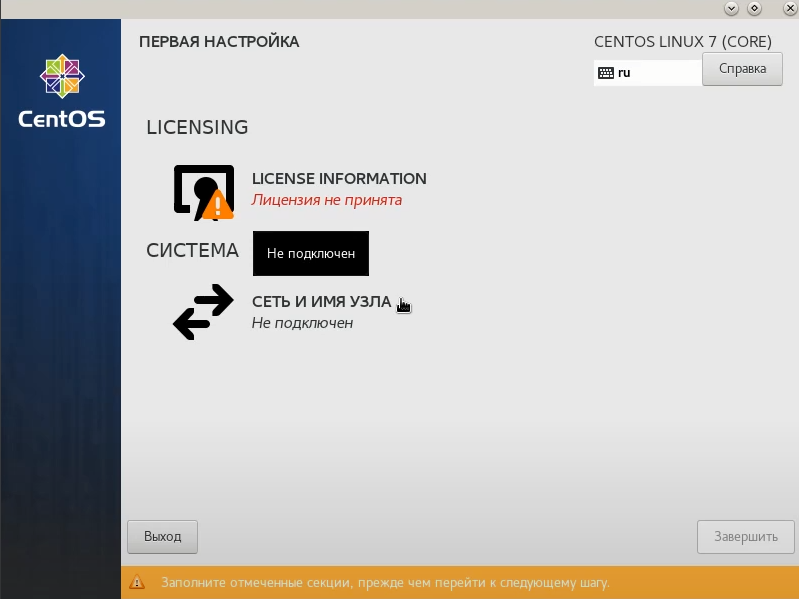 ПЕРВАЯ НАСТРОЙКА
CENTOS LINUX 7 (CORE)
ru
Справка
CentOS
LICENSING
LICENSE INFORMATION
Лицензия не принята
СИСТЕМА
Не подключен
СЕТЬ И ИМЯ УЗЛА
Не подключен
Выход
Завершить
Заполните отмеченные секции, прежде чем перейти к следующему шагу.